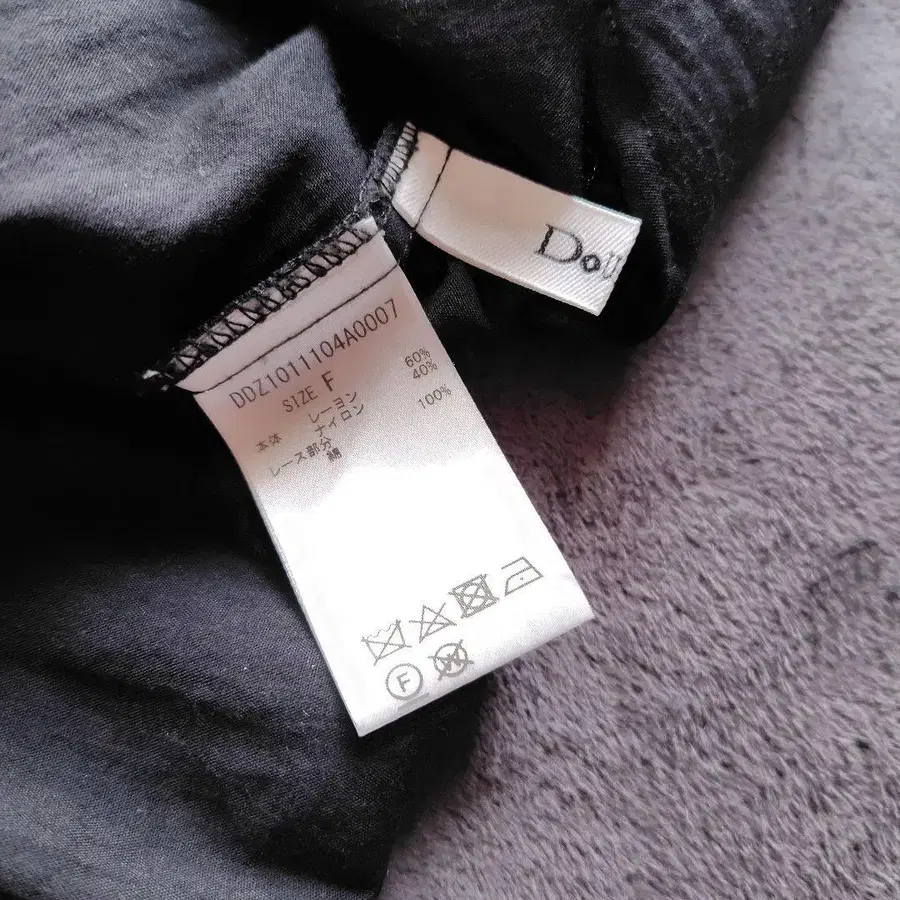 DDZ1011104A0007
SIZE F
本体 レーヨン 60%
ナイロン 40%
レース部分 綿 100%
F
W
DoU